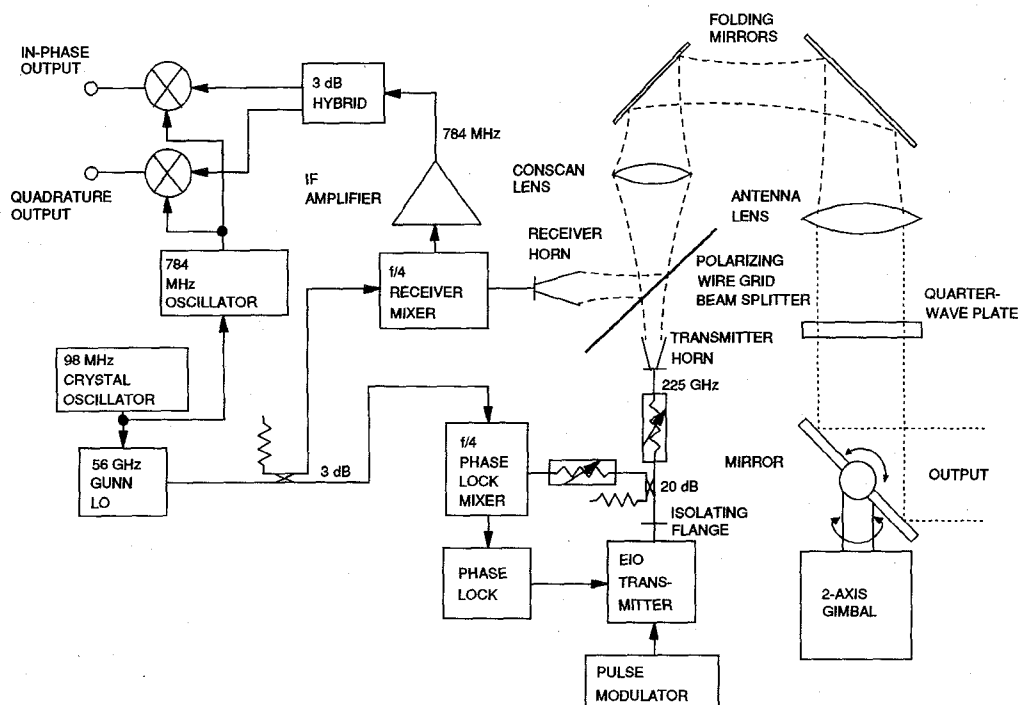 FOLDING
MIRRORS
IN-PHASE
OUTPUT
3 dB
HYBRID
784 MHz
CONSCAN
LENS
QUADRATURE
OUTPUT
IF
AMPLIFIER
ANTENNA
LENS
RECEIVER
HORN
784
MHz
OSCILLATOR
f/4
RECEIVER
MIXER
POLARIZING
WIRE GRID
BEAM SPLITTER
QUARTER-
WAVE PLATE
TRANSMITTER
HORN
98 MHz
CRYSTAL
OSCILLATOR
225 GHz
56 GHz
GUNN
LO
3 dB
f/4
PHASE
LOCK
MIXER
20 dB
MIRROR
OUTPUT
ISOLATING
FLANGE
PHASE
LOCK
EIO
TRANS-
MITTER
2-AXIS
GIMBAL
PULSE
MODULATOR